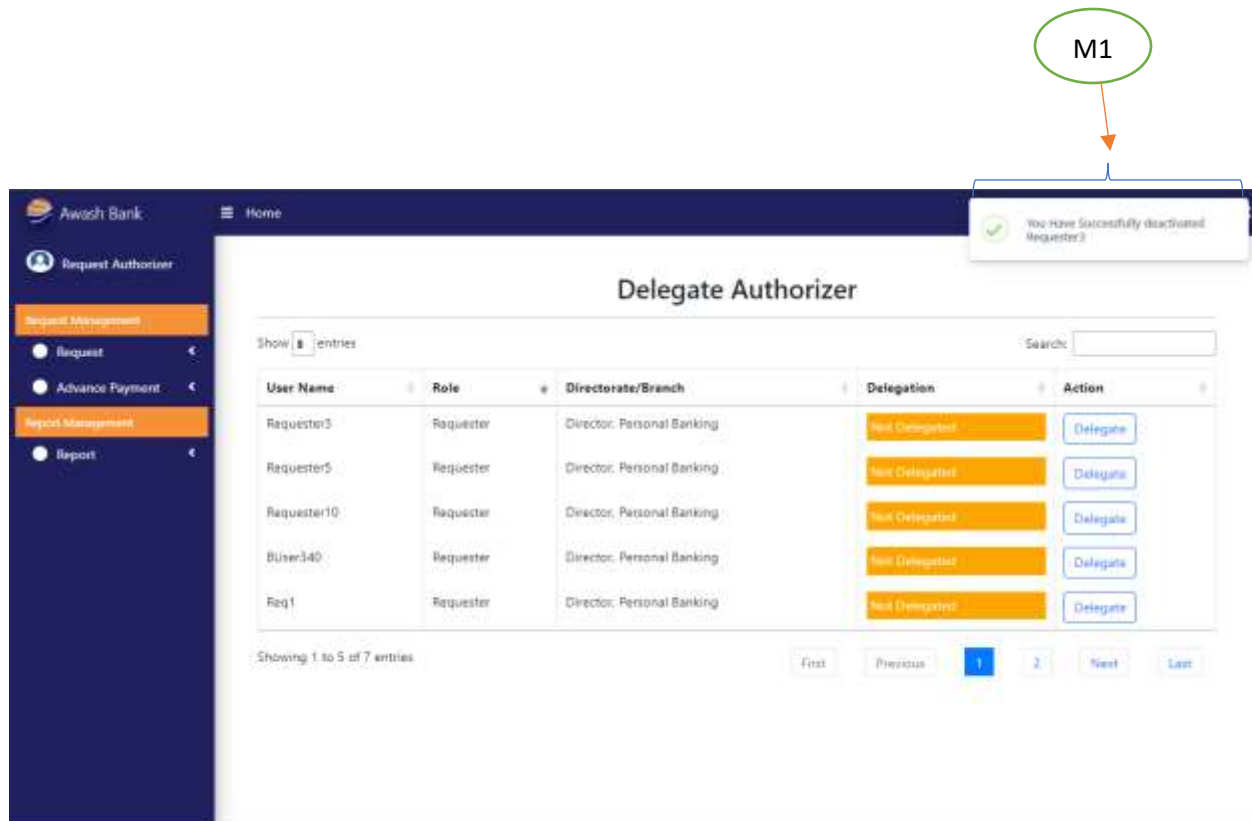 M1
Awash Bank
Home
You Have Successfully deactivated
Requester3
Request Authorizer
Delegate Authorizer
Request Management
Show entries
Search:
Request
Advance Payment
User Name Role Directorate/Branch Delegation Action
Report Management
Requester3 Requester Director, Personal Banking Not Delegated Delegate
Report
Requester5 Requester Director, Personal Banking Not Delegated Delegate
Requester10 Requester Director, Personal Banking Not Delegated Delegate
BUser340 Requester Director, Personal Banking Not Delegated Delegate
Req1 Requester Director, Personal Banking Not Delegated Delegate
Showing 1 to 5 of 7 entries
First Previous 1 2 Next Last